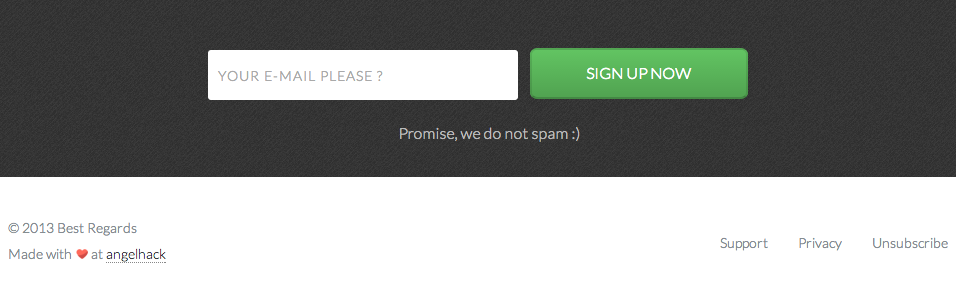 YOUR E-MAIL PLEASE ?
SIGN UP NOW
Promise, we do not spam :)
© 2013 Best Regards
Made with ❤ at angelhack
Support
Privacy
Unsubscribe